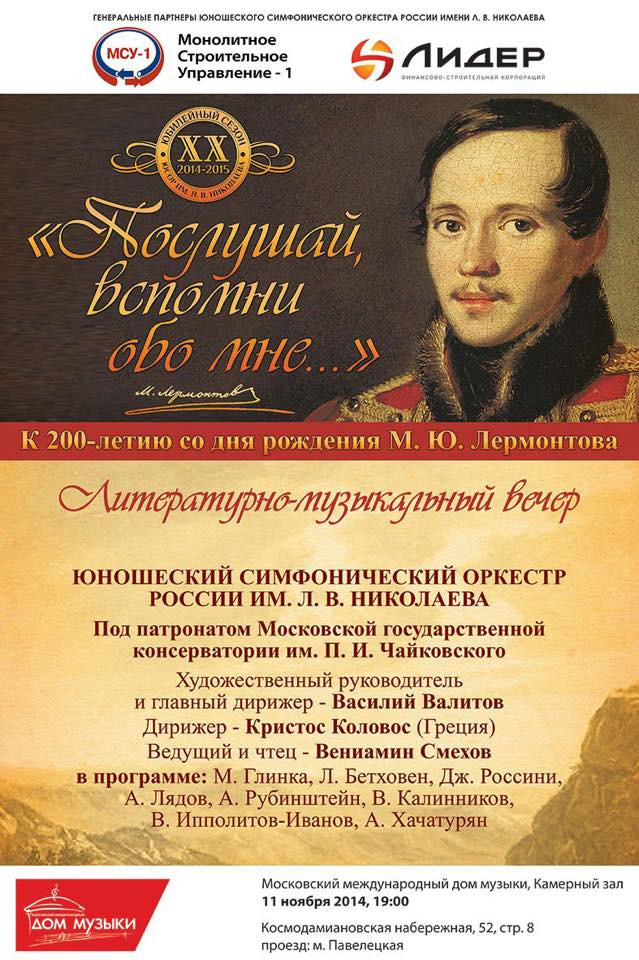 ГЕНЕРАЛЬНЫЕ ПАРТНЕРЫ ЮНОШЕСКОГО СИМФОНИЧЕСКОГО ОРКЕСТРА РОССИИ ИМЕНИ Л. В. НИКОЛАЕВА
МСУ-1
Монолитное
Строительное
Управление - 1
ЛИДЕР
ФИНАНСОВО-СТРОИТЕЛЬНАЯ КОРПОРАЦИЯ
ЮБИЛЕЙНЫЙ СЕЗОН
XX
2014-2015
ЮСОР ИМ. Л. В. НИКОЛАЕВА
«Послушай,
вспомни
обо мне...»
М. Лермонтов
К 200-летию со дня рождения М. Ю. Лермонтова
Литературно-музыкальный вечер
ЮНОШЕСКИЙ СИМФОНИЧЕСКИЙ ОРКЕСТР
РОССИИ ИМ. Л. В. НИКОЛАЕВА
Под патронатом Московской государственной
консерватории им. П. И. Чайковского
Художественный руководитель
и главный дирижер - Василий Валитов
Дирижер - Кристос Коловос (Греция)
Ведущий и чтец - Вениамин Смехов
в программе: М. Глинка, Л. Бетховен, Дж. Россини,
А. Лядов, А. Рубинштейн, В. Калинников,
В. Ипполитов-Иванов, А. Хачатурян
МОСКОВСКИЙ МЕЖДУНАРОДНЫЙ
ДОМ МУЗЫКИ
Московский международный дом музыки, Камерный зал
11 ноября 2014, 19:00
Космодамианская набережная, 52, стр. 8
проезд: м. Павелецкая